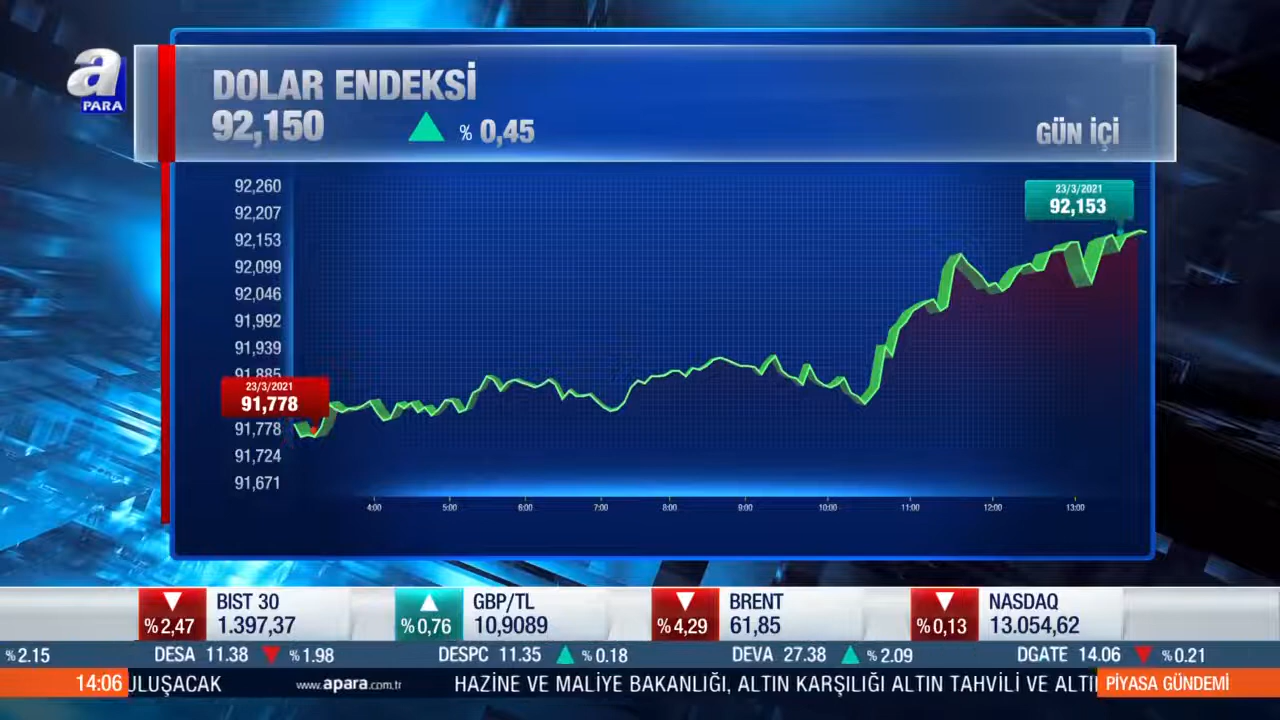 a
PARA
DOLAR ENDEKSİ
92,150
% 0,45
GÜN İÇİ
92,260
92,207
92,153
92,099
92,046
91,992
91,939
91,885
91,778
91,724
91,671
23/3/2021
92,153
23/3/2021
91,778
4:00 5:00 6:00 7:00 8:00 9:00 10:00 11:00 12:00 13:00
%2,47 BIST 30 1.397,37
%0,76 GBP/TL 10,9089
%4,29 BRENT 61,85
%0,13 NASDAQ 13.054,62
%2.15 DESA 11.38 %1.98 DESPC 11.35 %0.18 DEVA 27.38 %2.09 DGATE 14.06 %0.21
14:06 ULUŞACAK www.apara.com.tr HAZİNE VE MALİYE BAKANLIĞI, ALTIN KARŞILIĞI ALTIN TAHVİLİ VE ALTI PİYASA GÜNDEMİ